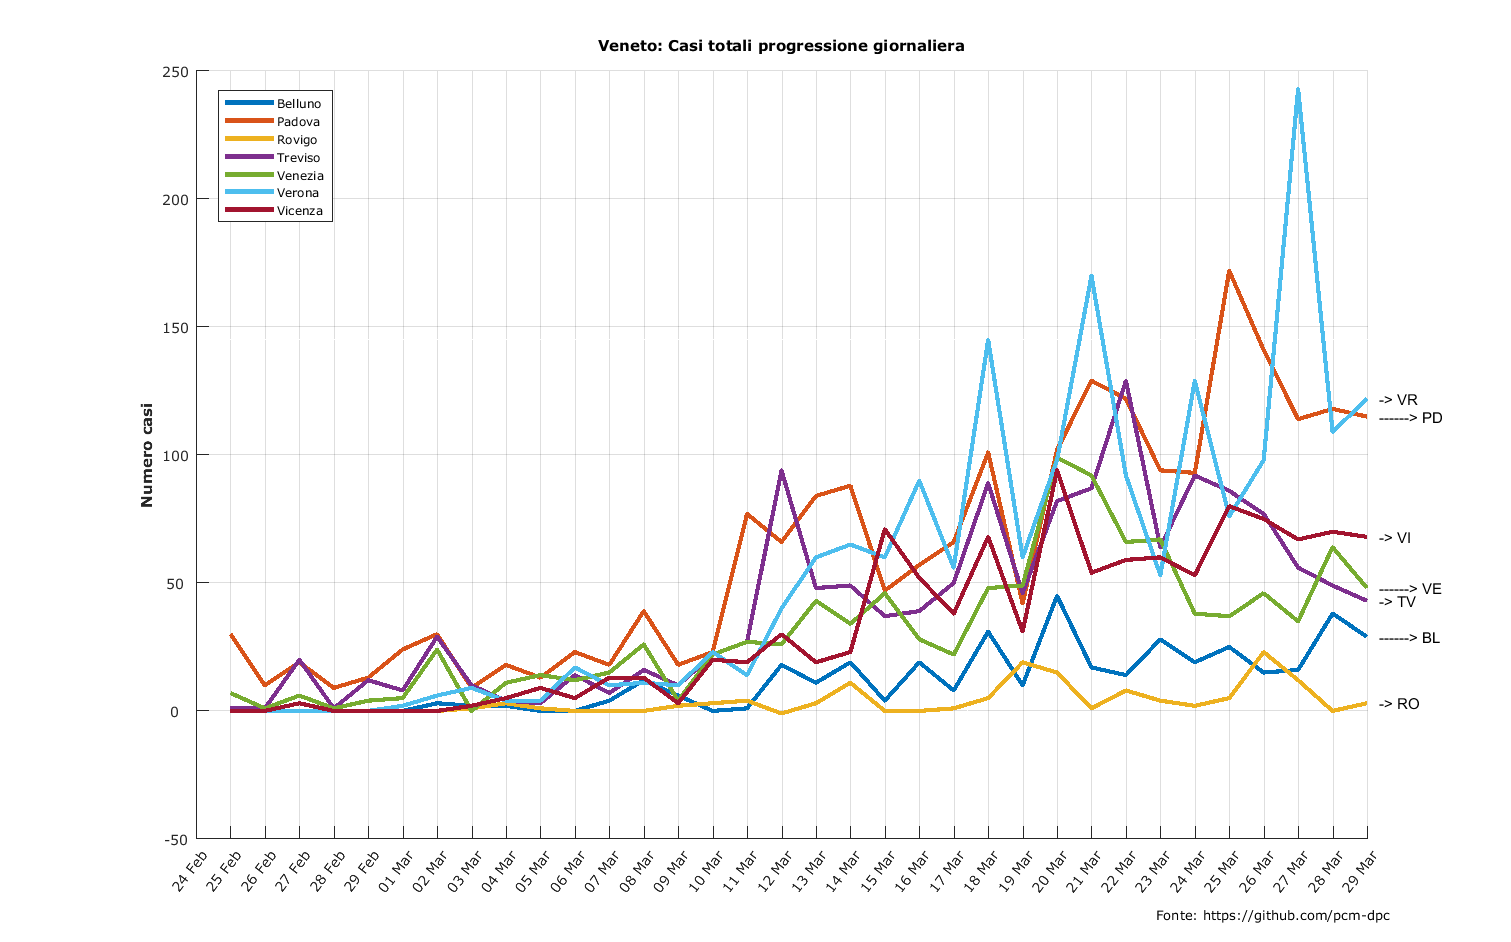 Veneto: Casi totali progressione giornaliera
250
200
150
100
50
0
-50
Numero casi
Belluno
Padova
Rovigo
Treviso
Venezia
Verona
Vicenza
-> VR
------> PD
-> VI
------> VE
-> TV
------> BL
-> RO
24 Feb
25 Feb
26 Feb
27 Feb
28 Feb
29 Feb
01 Mar
02 Mar
03 Mar
04 Mar
05 Mar
06 Mar
07 Mar
08 Mar
09 Mar
10 Mar
11 Mar
12 Mar
13 Mar
14 Mar
15 Mar
16 Mar
17 Mar
18 Mar
19 Mar
20 Mar
21 Mar
22 Mar
23 Mar
24 Mar
25 Mar
26 Mar
27 Mar
28 Mar
29 Mar
Fonte: https://github.com/pcm-dpc